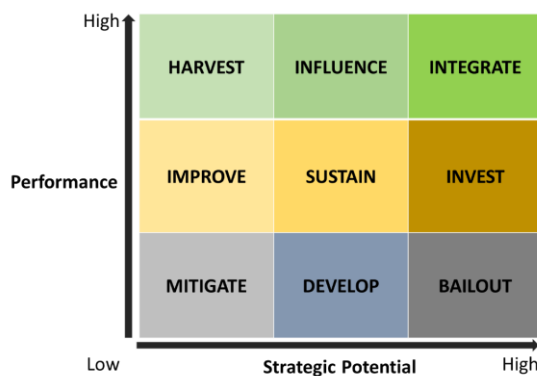 High
HARVEST INFLUENCE INTEGRATE
Performance
IMPROVE SUSTAIN INVEST
MITIGATE DEVELOP BAILOUT
Low Strategic Potential High